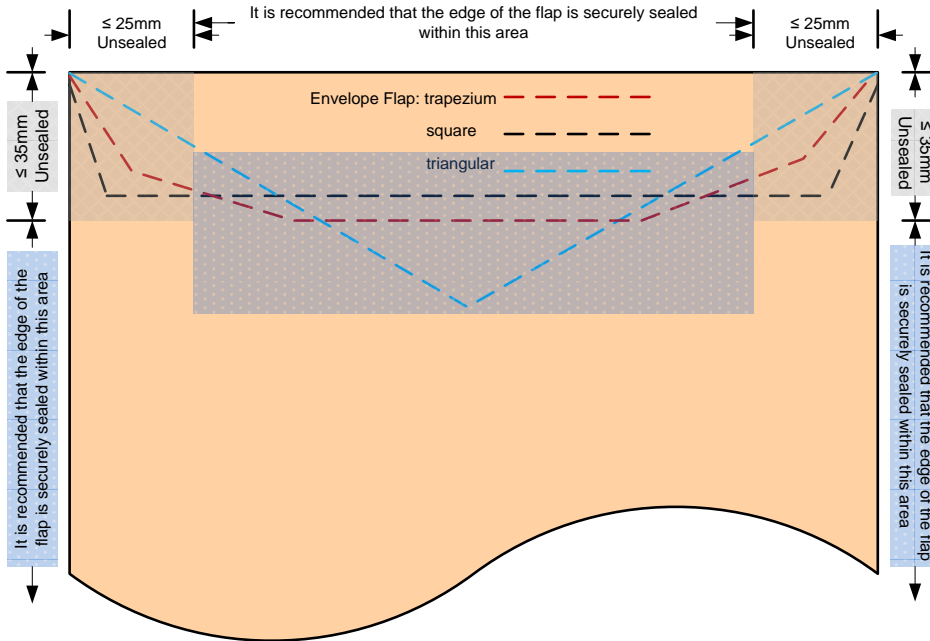 It is recommended that the edge of the flap is securely sealed
within this area
≤ 25mm
Unsealed
≤ 25mm
Unsealed
Envelope Flap: trapezium
square
triangular
≤ 35mm
Unsealed
≤ 35mm
Unsealed
It is recommended that the edge of the
flap is securely sealed within this area
It is recommended that the edge of the flap
is securely sealed within this area